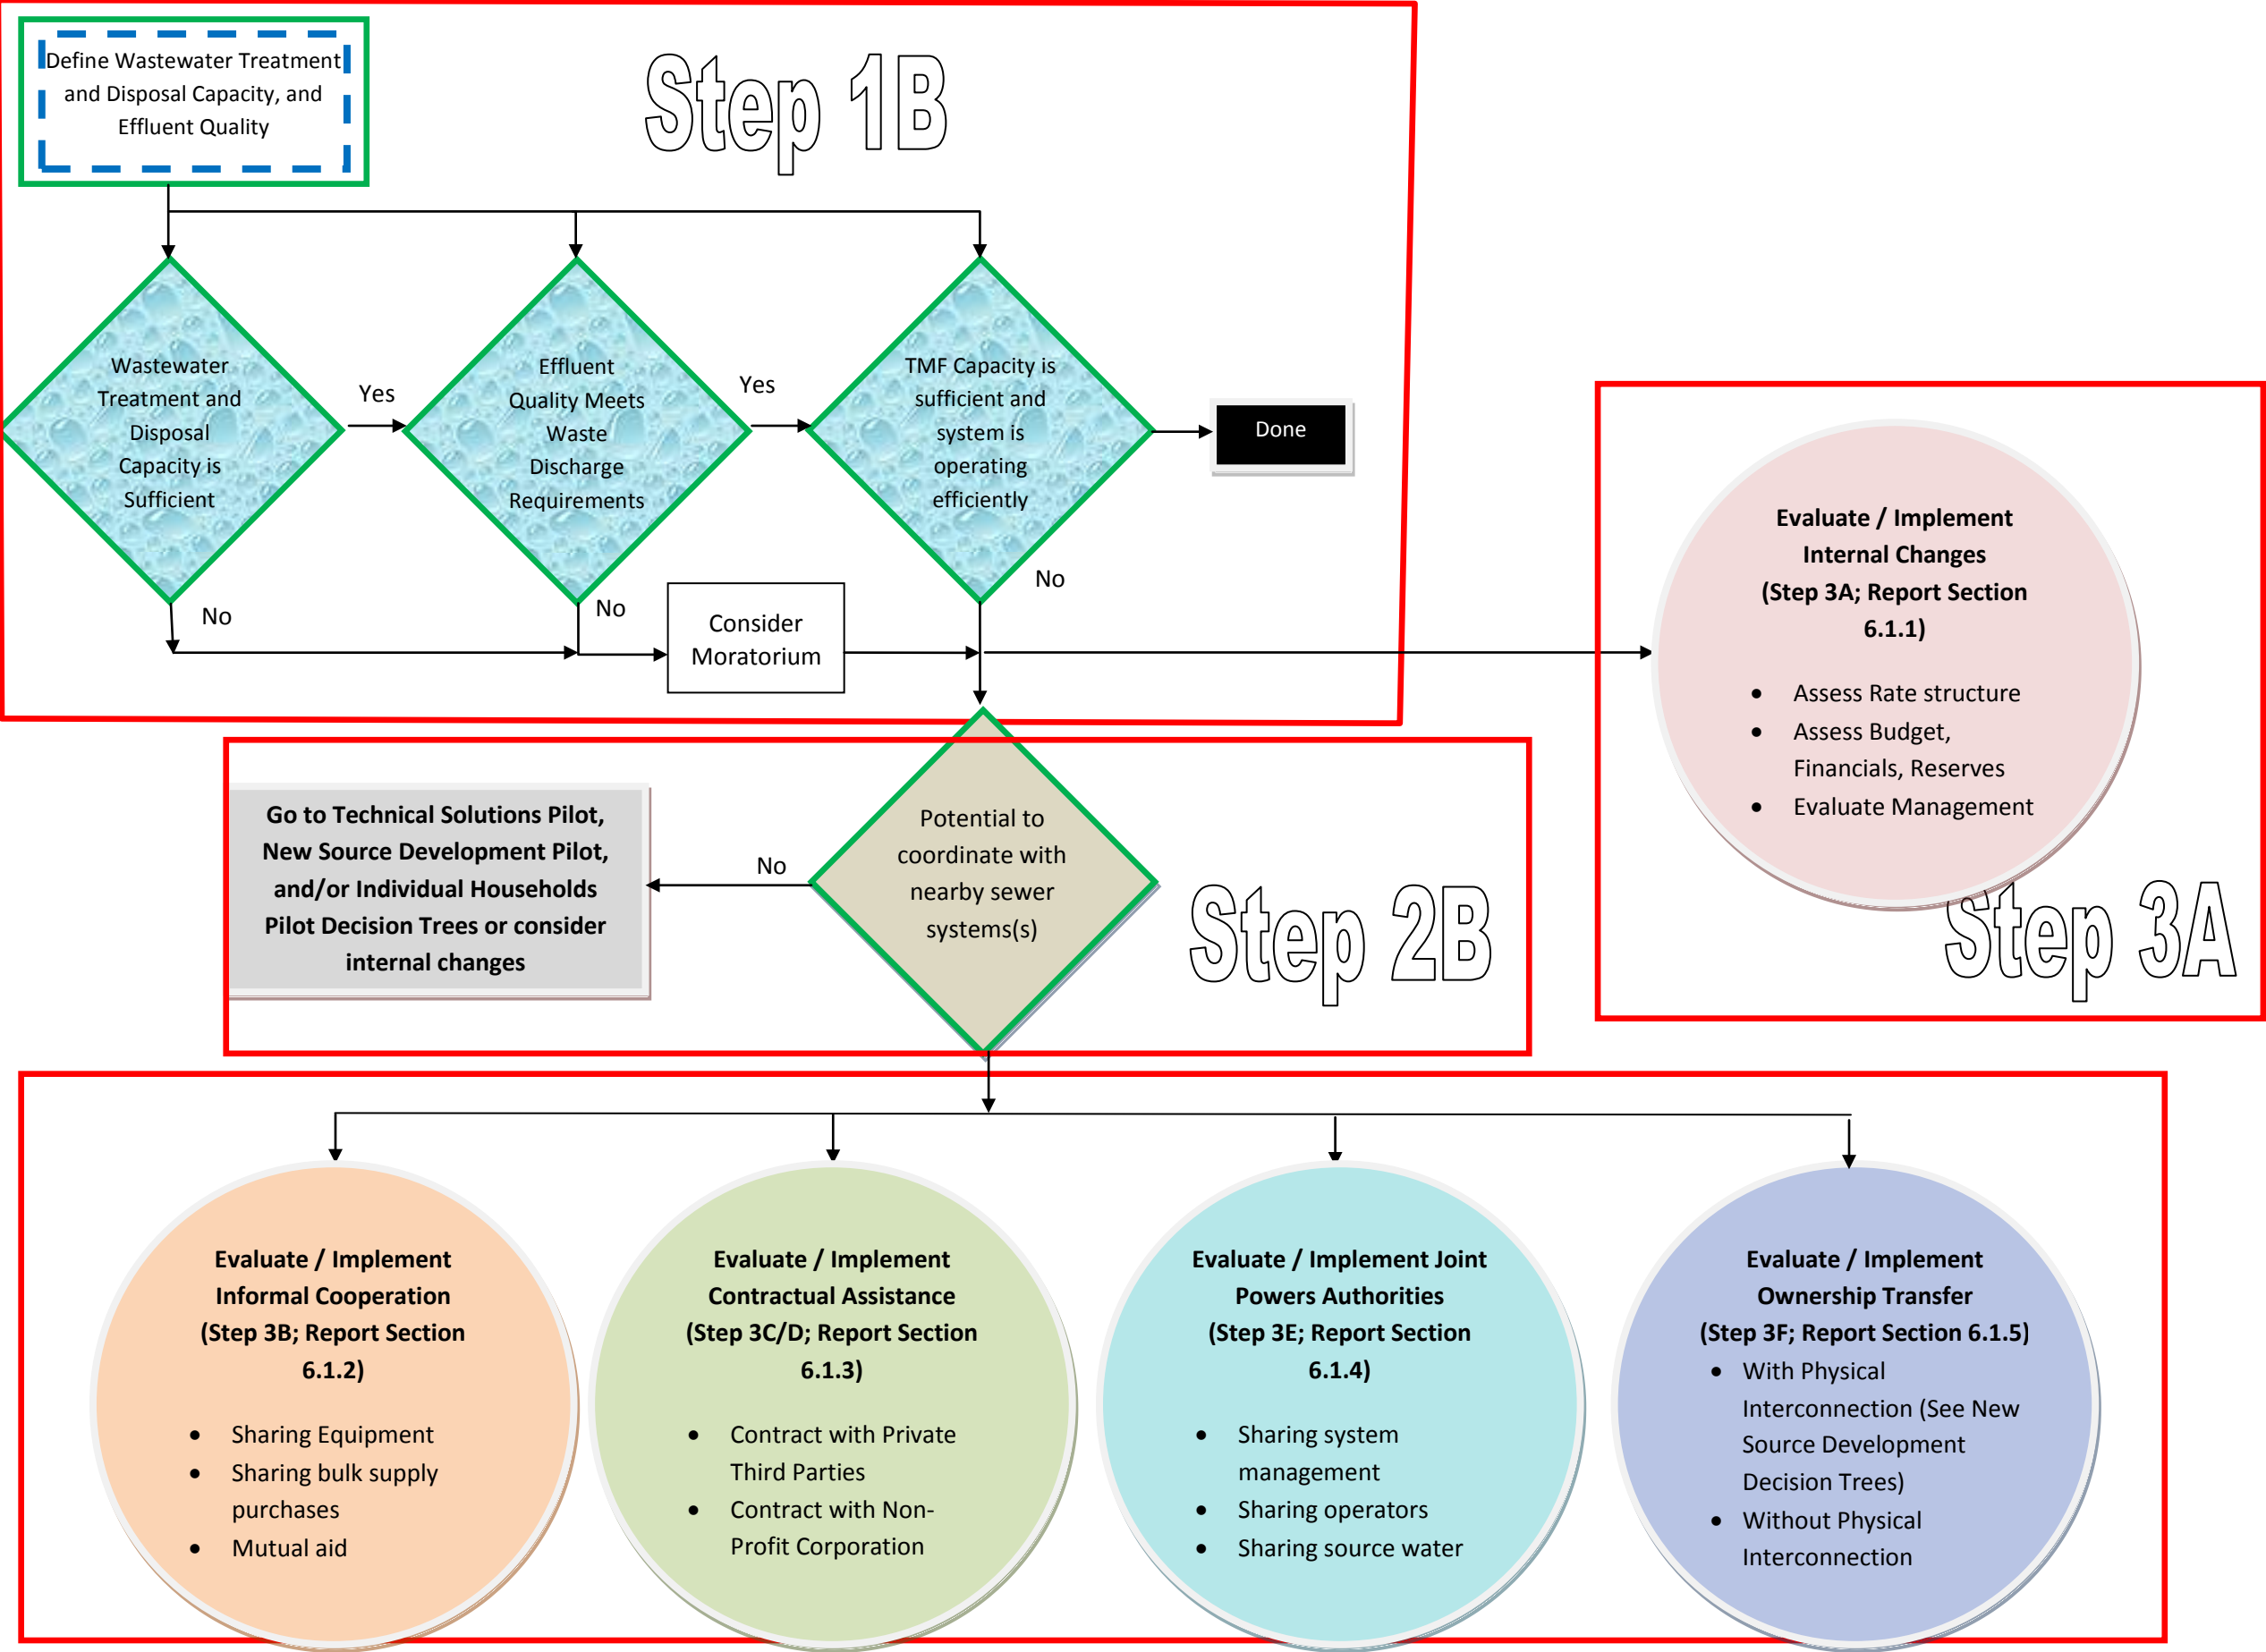 Define Wastewater Treatment
and Disposal Capacity, and
Effluent Quality
Step 1B
Wastewater
Treatment and
Disposal
Capacity is
Sufficient
Yes
Effluent
Quality Meets
Waste
Discharge
Requirements
Yes
TMF Capacity is
sufficient and
system is
operating
efficiently
Done
No
No
No
Consider
Moratorium
Evaluate / Implement
Internal Changes
(Step 3A; Report Section
6.1.1)
• Assess Rate structure
• Assess Budget,
Financials, Reserves
• Evaluate Management
Step 3A
Go to Technical Solutions Pilot,
New Source Development Pilot,
and/or Individual Households
Pilot Decision Trees or consider
internal changes
No
Potential to
coordinate with
nearby sewer
systems(s)
Step 2B
Evaluate / Implement
Informal Cooperation
(Step 3B; Report Section
6.1.2)
• Sharing Equipment
• Sharing bulk supply
purchases
• Mutual aid
Evaluate / Implement
Contractual Assistance
(Step 3C/D; Report Section
6.1.3)
• Contract with Private
Third Parties
• Contract with Non-
Profit Corporation
Evaluate / Implement Joint
Powers Authorities
(Step 3E; Report Section
6.1.4)
• Sharing system
management
• Sharing operators
• Sharing source water
Evaluate / Implement
Ownership Transfer
(Step 3F; Report Section 6.1.5)
• With Physical
Interconnection (See New
Source Development
Decision Trees)
• Without Physical
Interconnection